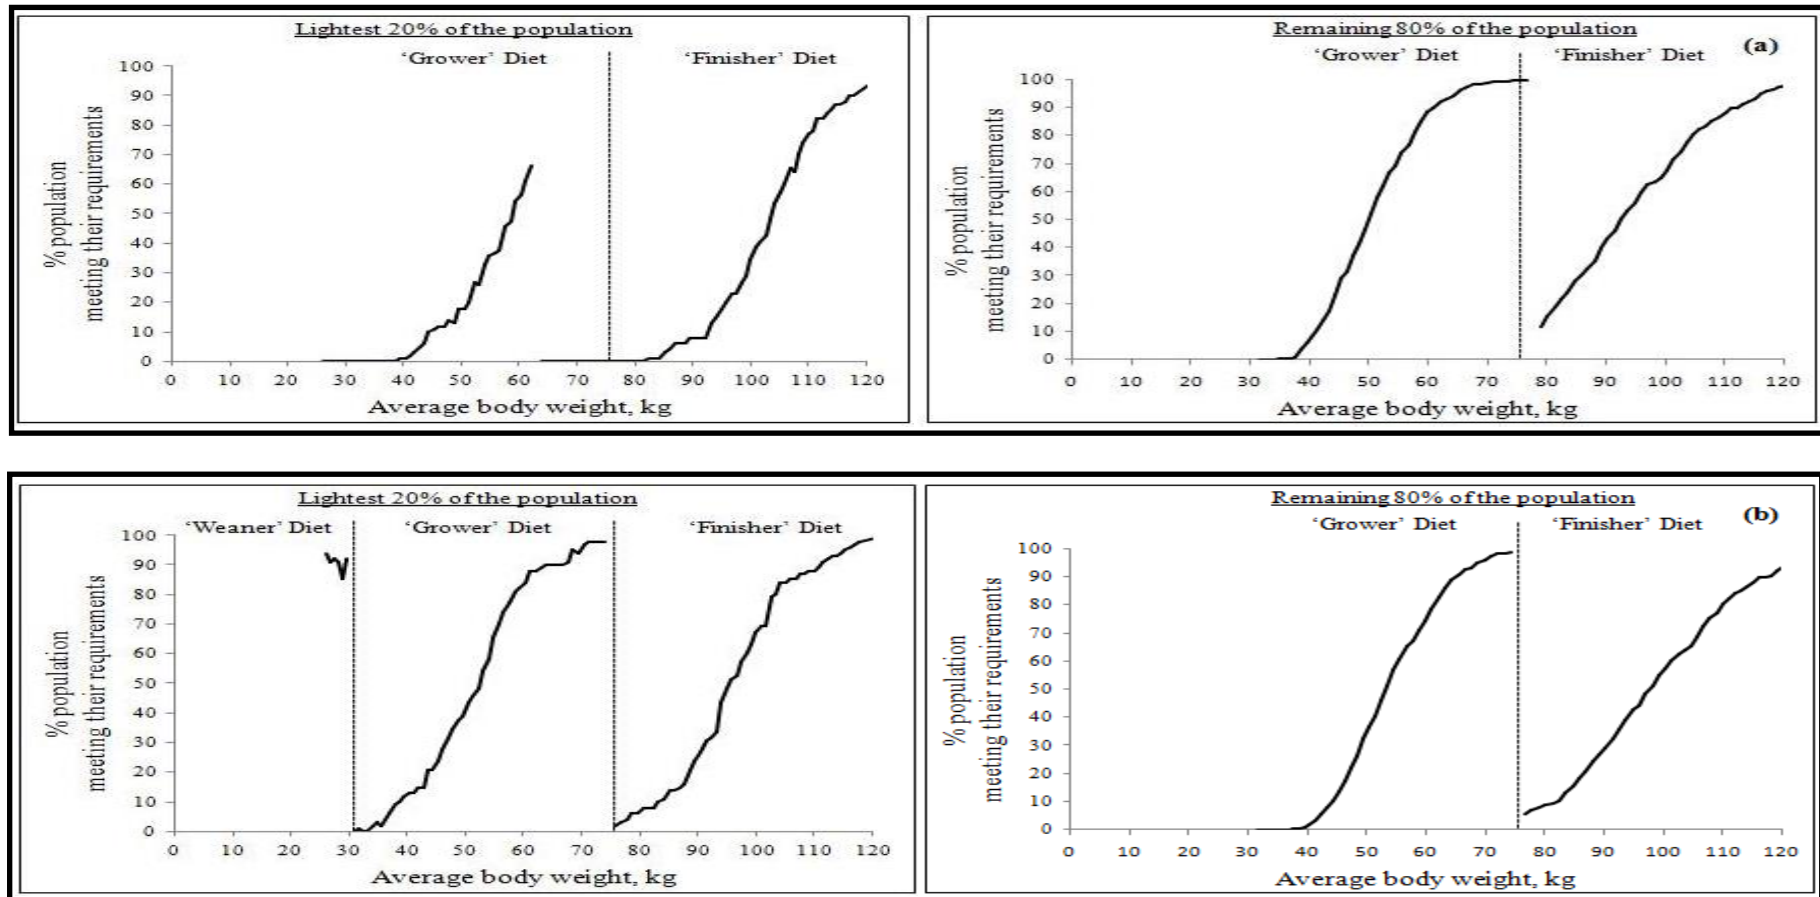 Lightest 20% of the population
‘Grower’ Diet ‘Finisher’ Diet
% population
meeting their requirements
100
90
80
70
60
50
40
30
20
10
0
0 10 20 30 40 50 60 70 80 90 100 110 120
Average body weight, kg
Remaining 80% of the population
(a)
‘Grower’ Diet ‘Finisher’ Diet
% population
meeting their requirements
100
90
80
70
60
50
40
30
20
10
0
0 10 20 30 40 50 60 70 80 90 100 110 120
Average body weight, kg
Lightest 20% of the population
‘Weaner’ Diet ‘Grower’ Diet ‘Finisher’ Diet
% population
meeting their requirements
100
90
80
70
60
50
40
30
20
10
0
0 10 20 30 40 50 60 70 80 90 100 110 120
Average body weight, kg
Remaining 80% of the population
(b)
‘Grower’ Diet ‘Finisher’ Diet
% population
meeting their requirements
100
90
80
70
60
50
40
30
20
10
0
0 10 20 30 40 50 60 70 80 90 100 110 120
Average body weight, kg